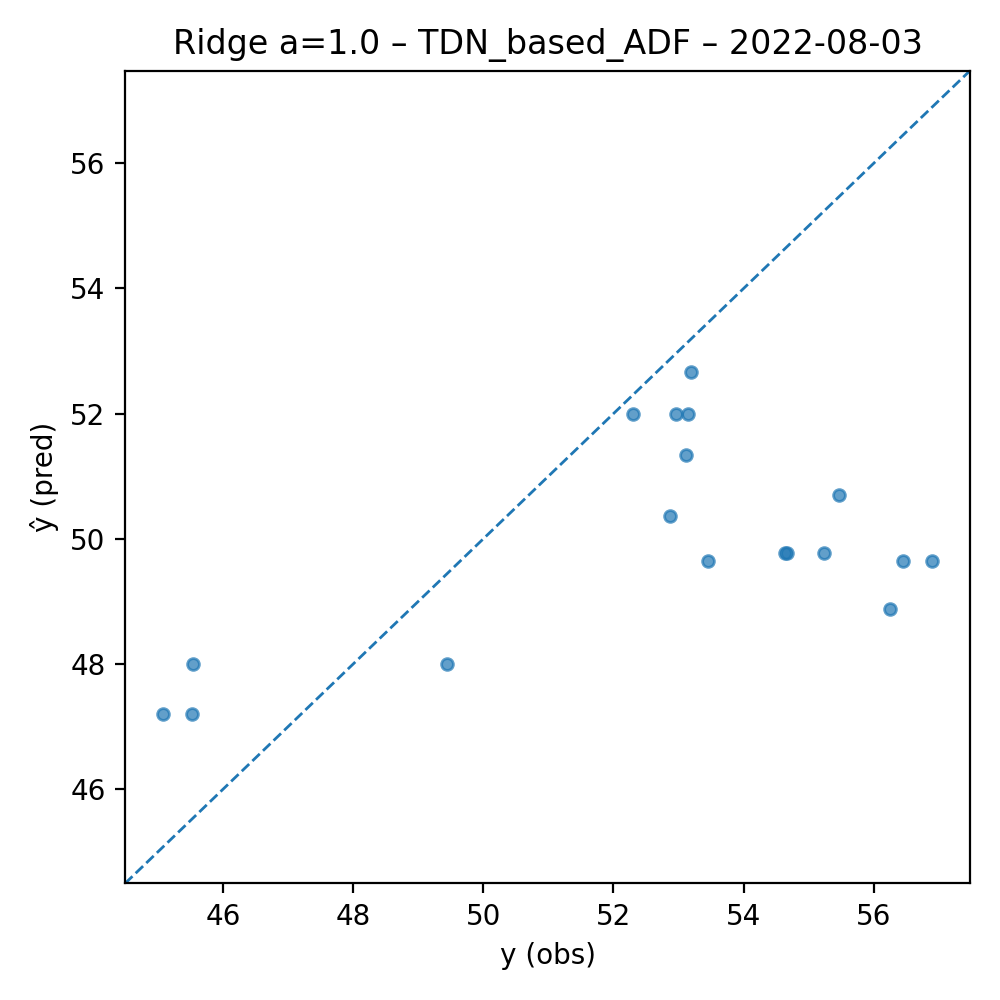 Ridge a=1.0 – TDN_based_ADF – 2022-08-03
56
54
52
50
48
46
ŷ (pred)
46 48 50 52 54 56
y (obs)